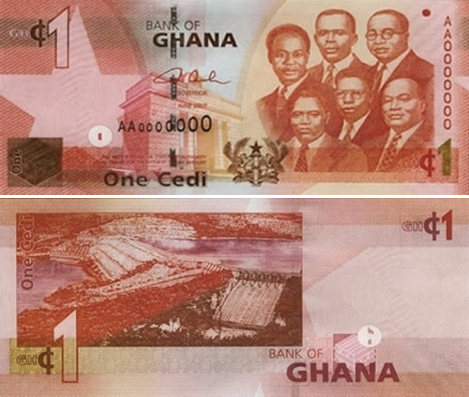 GH₵1
BANK OF
GHANA
GOVERNOR
AA0000000
AA0000000
One
One Cedi
₵1
One Cedi
GH₵1
GH₵1
BANK OF
GHANA